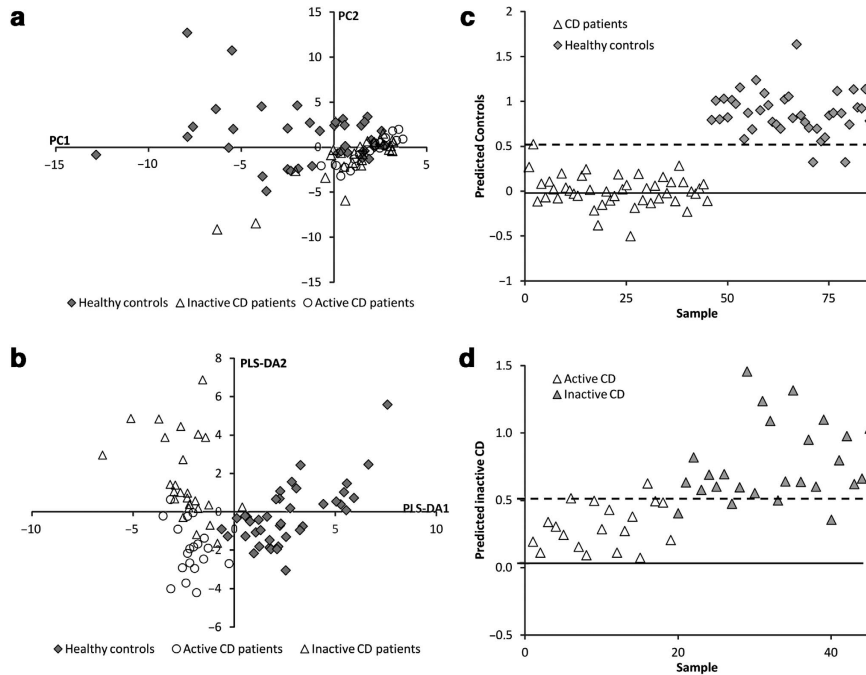 a
PC2
15
10
5
PC1
0
−15
−10
−5
0
5
−5
−10
−15
Healthy controls Inactive CD patients Active CD patients
c
2
CD patients
Healthy controls
1.5
1
Predicted Controls
0.5
0
−0.5
−1
0 25 50 75
Sample
b
8
PLS-DA2
6
4
2
0
PLS-DA1
−10 −5 0 5 10
−2
−4
−6
Healthy controls Active CD patients Inactive CD patients
d
1.5
Active CD
Inactive CD
1.0
Predicted inactive CD
0.5
0.0
−0.5
0 20 40
Sample